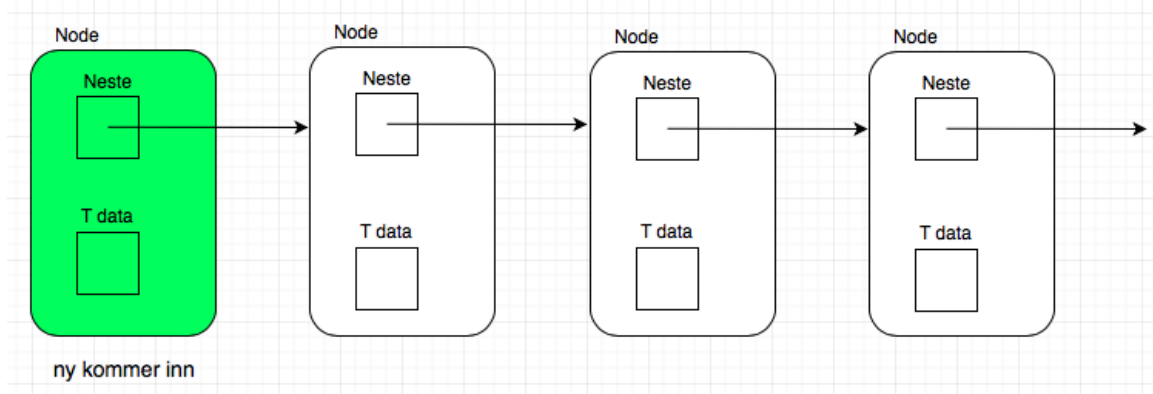 Node
Neste
T data
ny kommer inn
Node
Neste
T data
Node
Neste
T data
Node
Neste
T data